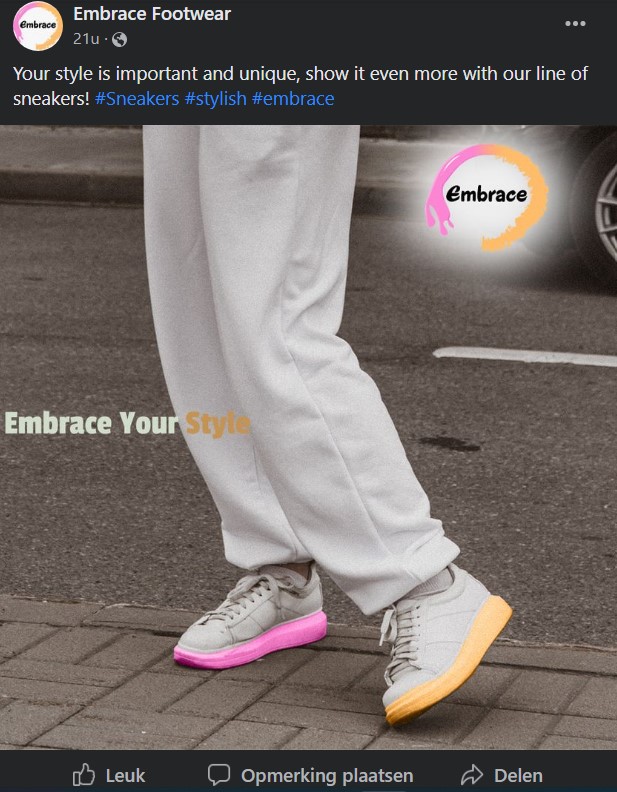 Embrace
Embrace Footwear
21u ·
Your style is important and unique, show it even more with our line of
sneakers! #Sneakers #stylish #embrace
Embrace
Embrace Your Style
Leuk
Opmerking plaatsen
Delen